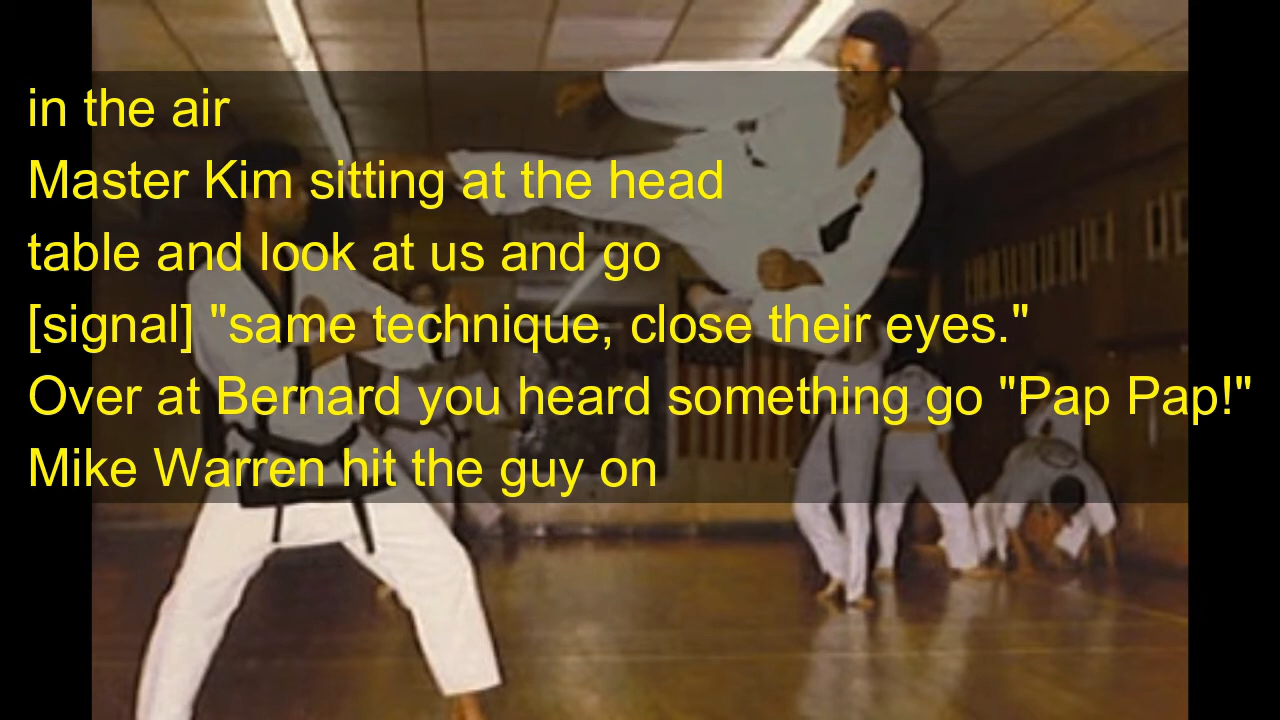 in the air
Master Kim sitting at the head
table and look at us and go
[signal] "same technique, close their eyes."
Over at Bernard you heard something go "Pap Pap!"
Mike Warren hit the guy on